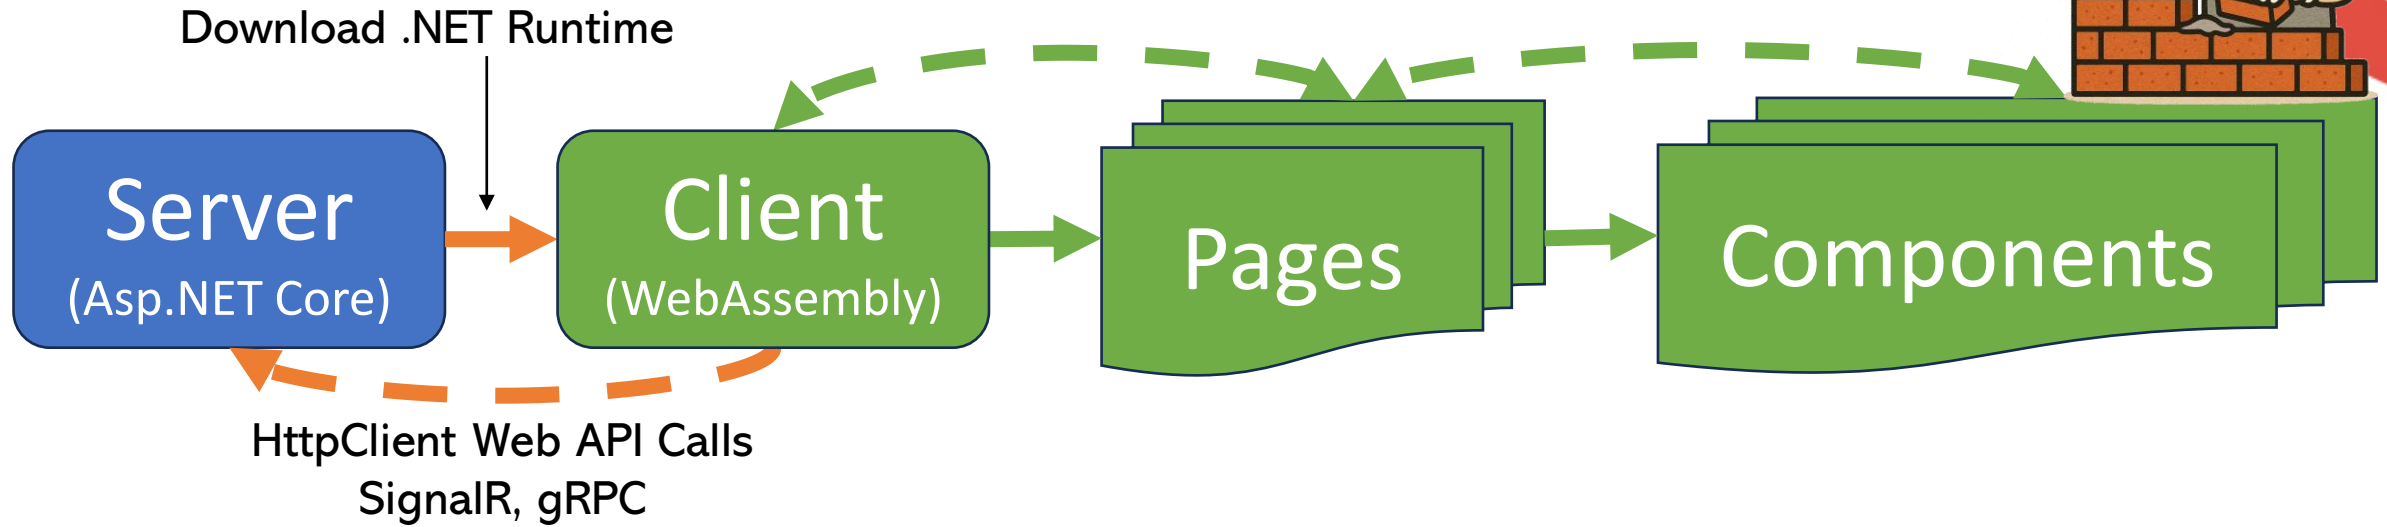 Download .NET Runtime
Server
(Asp.NET Core)
Client
(WebAssembly)
Pages
Components
HttpClient Web API Calls
SignalR, gRPC